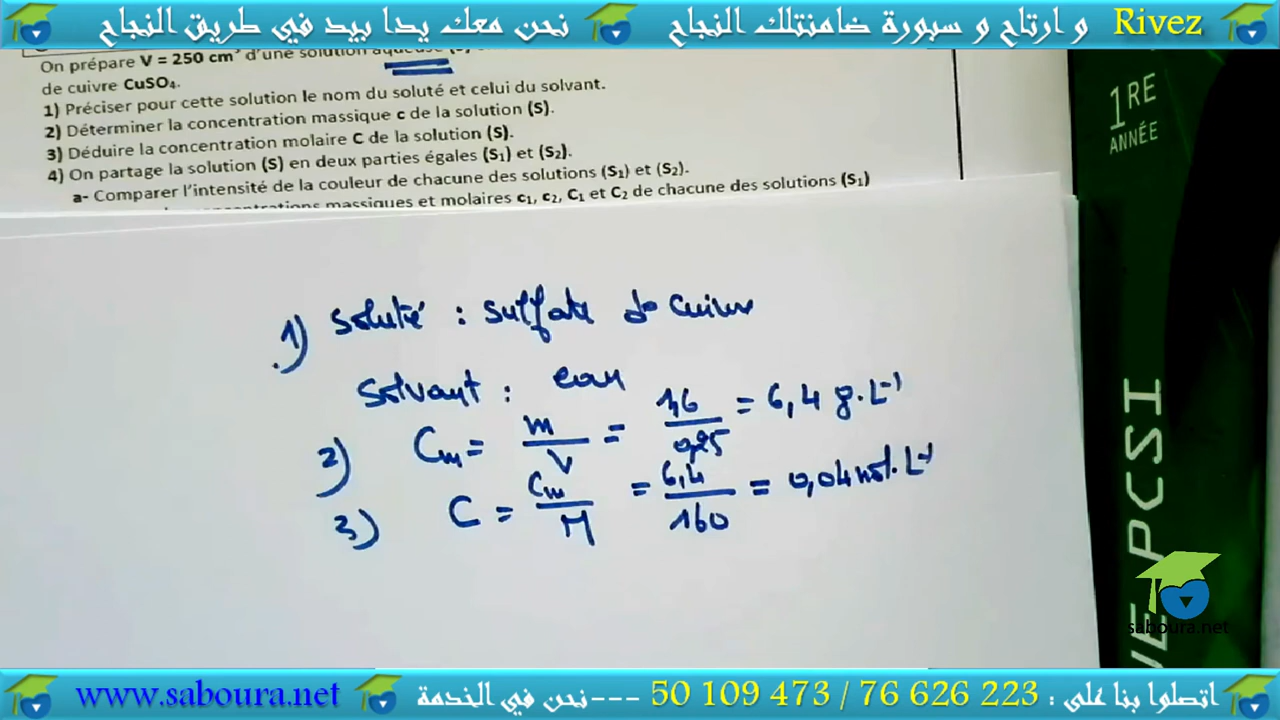 نحن معك يدا بيد في طريق النجاح
و ارتاح و سبورة ضامنتلك النجاح Rivez
On prépare V = 250 cm³ d'une solution aqueuse
de cuivre CuSO₄.
1) Préciser pour cette solution le nom du soluté et celui du solvant.
2) Déterminer la concentration massique c de la solution (S).
3) Déduire la concentration molaire C de la solution (S).
4) On partage la solution (S) en deux parties égales (S₁) et (S₂).
a- Comparer l'intensité de la couleur de chacune des solutions (S₁) et (S₂).
concentrations massiques et molaires c₁, c₂, C₁ et C₂ de chacune des solutions (S₁)
1) Soluté : sulfate de cuivre
Solvant : eau
2) Cm = m/V = 1,6/0,25 = 6,4 g.L⁻¹
3) C = Cm/M = 6,4/160 = 0,04 mol.L⁻¹
1RE
ANNÉE
PCSI
saboura.net
www.saboura.net
اتصلوا بنا على : 50 109 473 / 76 626 223 ---نحن في الخدمة